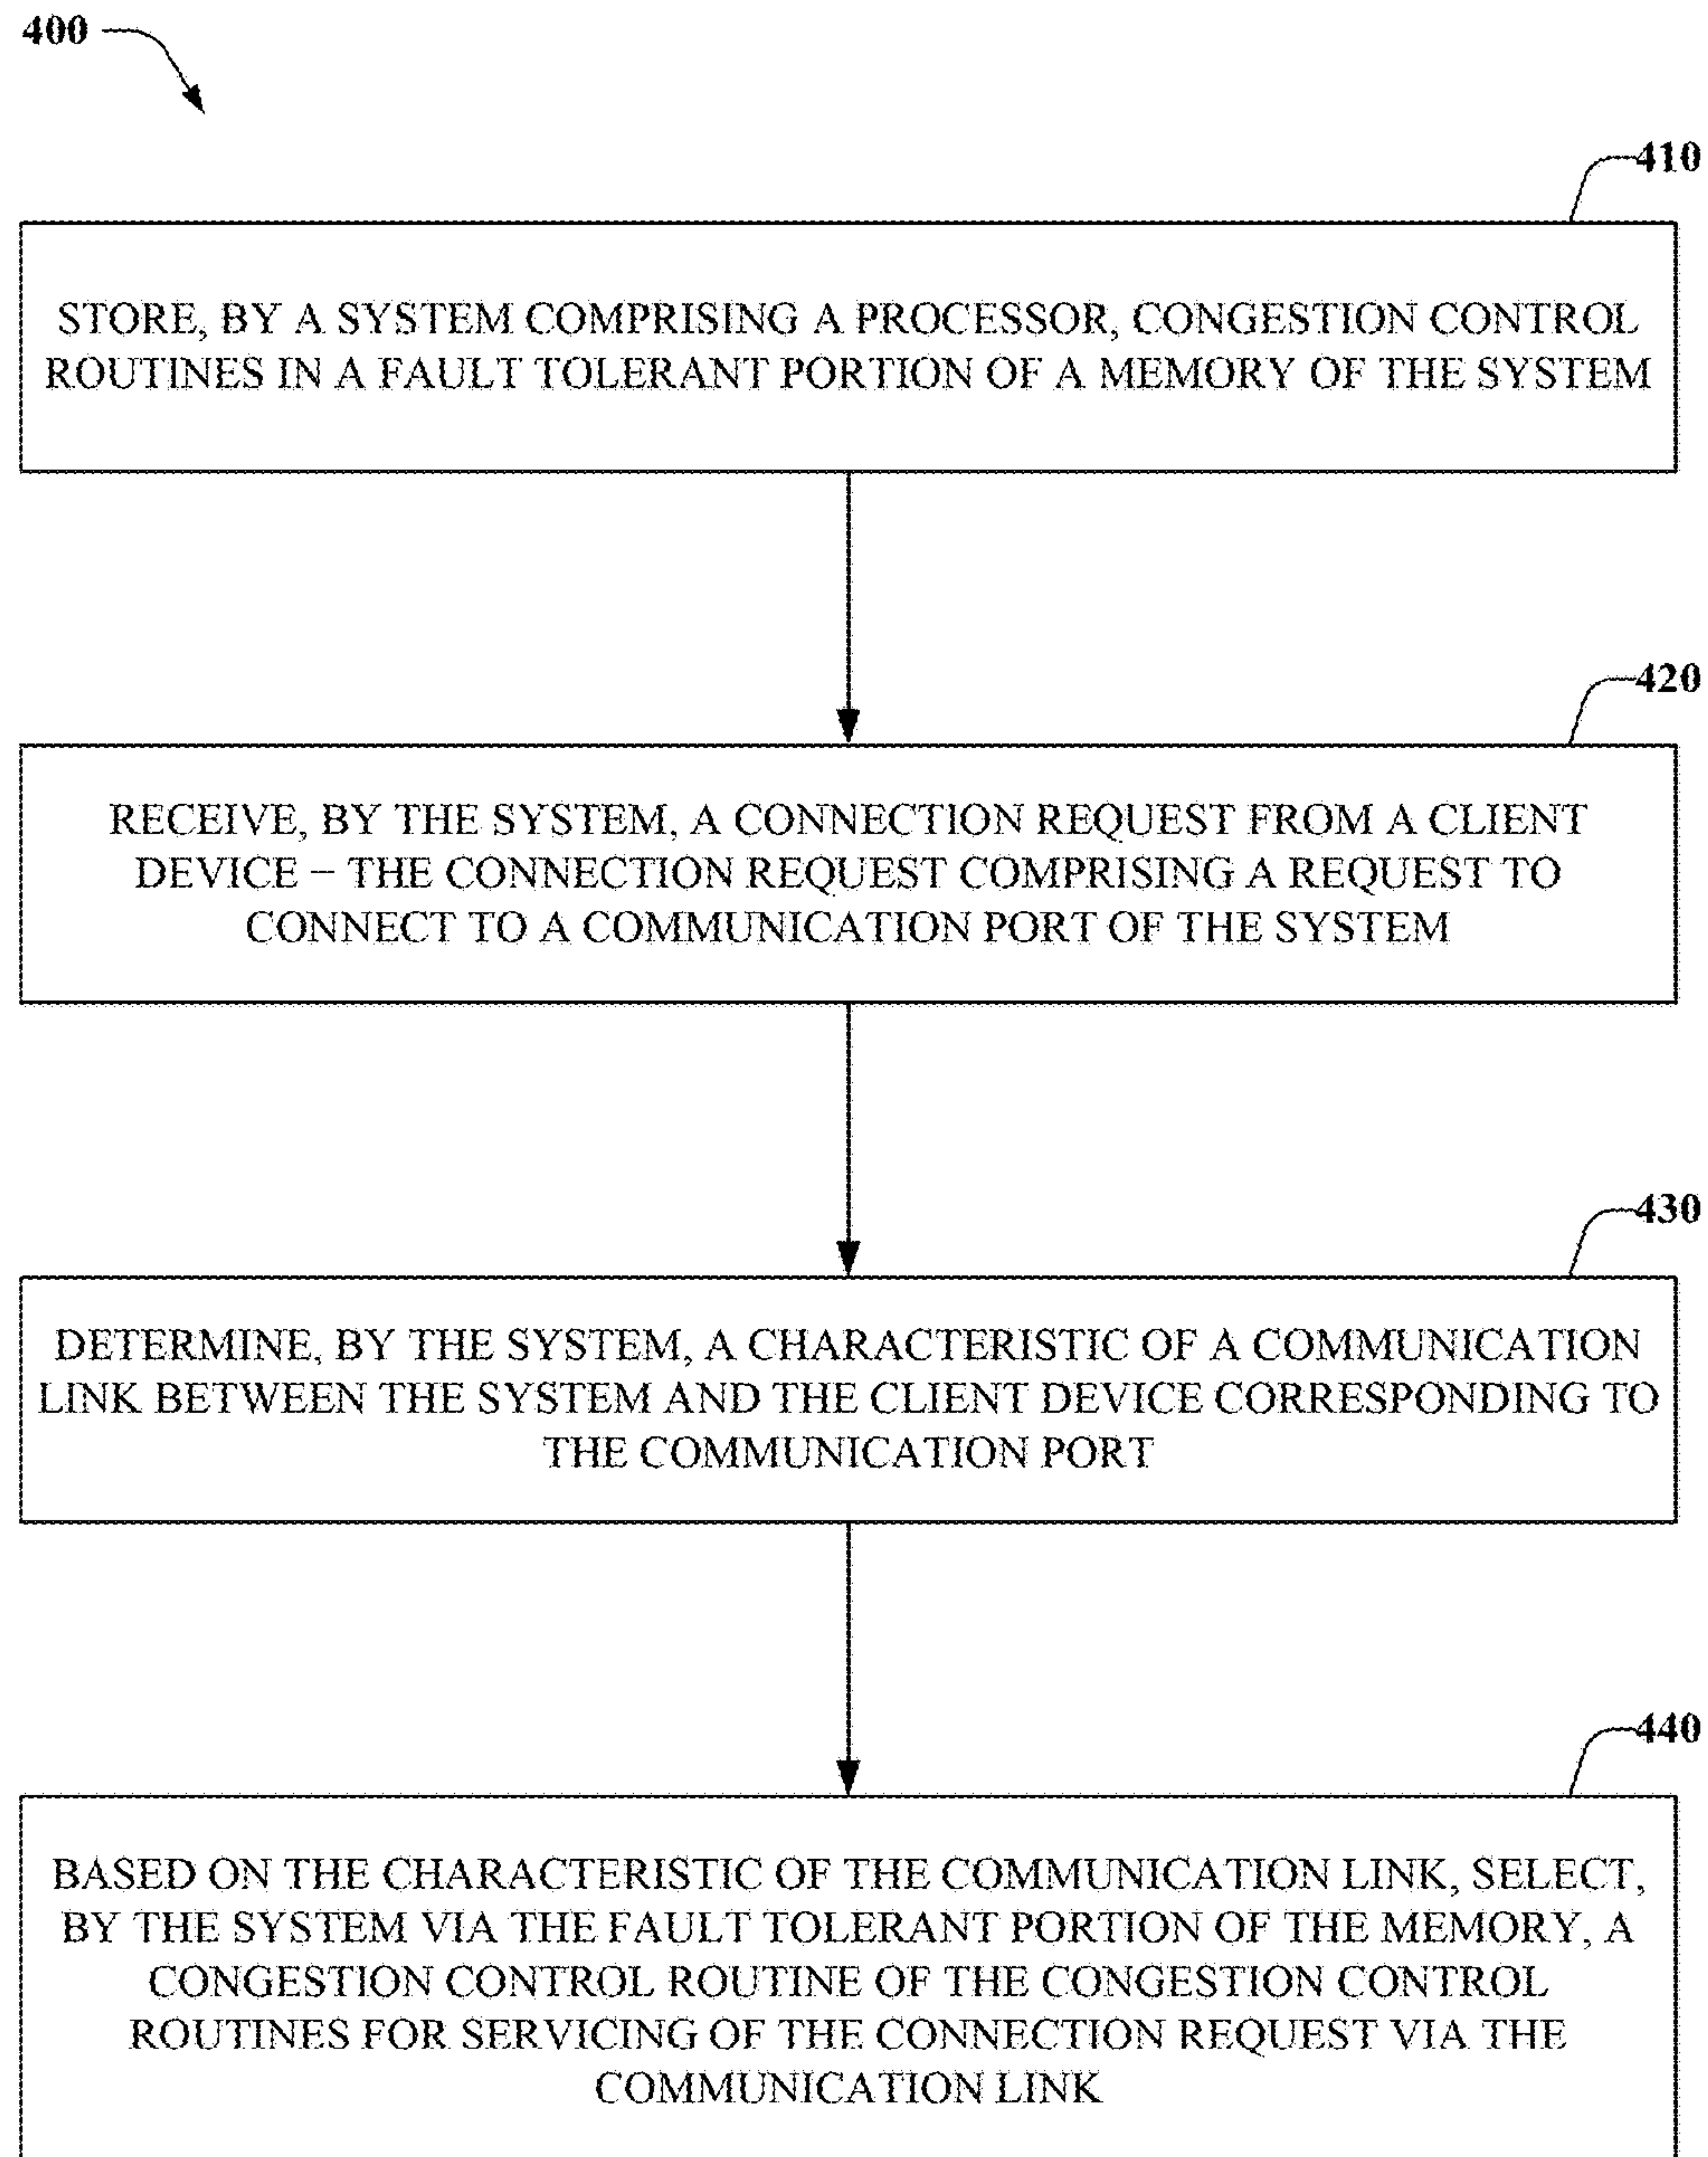 400
410
STORE, BY A SYSTEM COMPRISING A PROCESSOR, CONGESTION CONTROL
ROUTINES IN A FAULT TOLERANT PORTION OF A MEMORY OF THE SYSTEM
420
RECEIVE, BY THE SYSTEM, A CONNECTION REQUEST FROM A CLIENT
DEVICE – THE CONNECTION REQUEST COMPRISING A REQUEST TO
CONNECT TO A COMMUNICATION PORT OF THE SYSTEM
430
DETERMINE, BY THE SYSTEM, A CHARACTERISTIC OF A COMMUNICATION
LINK BETWEEN THE SYSTEM AND THE CLIENT DEVICE CORRESPONDING TO
THE COMMUNICATION PORT
440
BASED ON THE CHARACTERISTIC OF THE COMMUNICATION LINK, SELECT,
BY THE SYSTEM VIA THE FAULT TOLERANT PORTION OF THE MEMORY, A
CONGESTION CONTROL ROUTINE OF THE CONGESTION CONTROL
ROUTINES FOR SERVICING OF THE CONNECTION REQUEST VIA THE
COMMUNICATION LINK